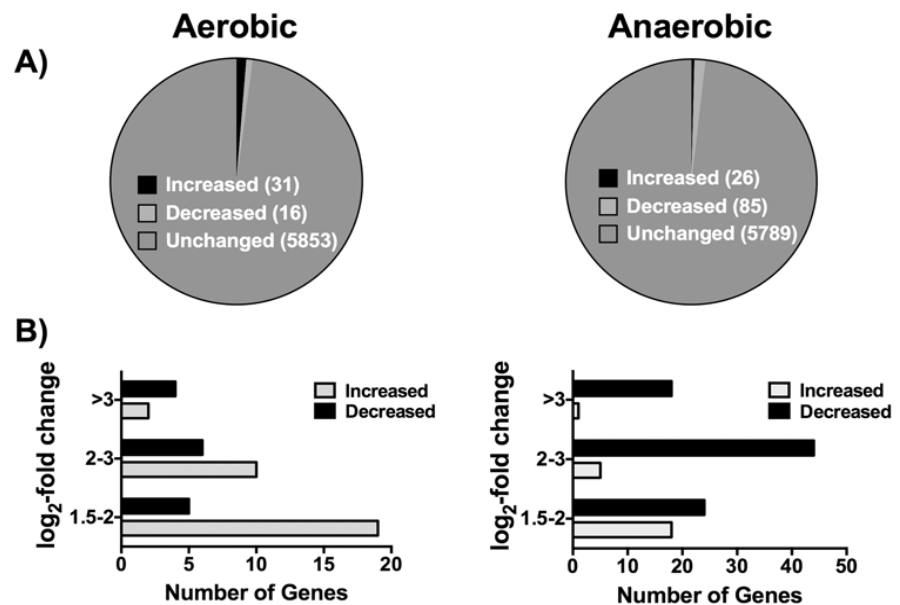 Aerobic
Anaerobic
A)
Increased (31)
Decreased (16)
Unchanged (5853)
Increased (26)
Decreased (85)
Unchanged (5789)
B)
log2-fold change
>3
2-3
1.5-2
Increased
Decreased
0 5 10 15 20
Number of Genes
log2-fold change
>3
2-3
1.5-2
Increased
Decreased
0 10 20 30 40 50
Number of Genes